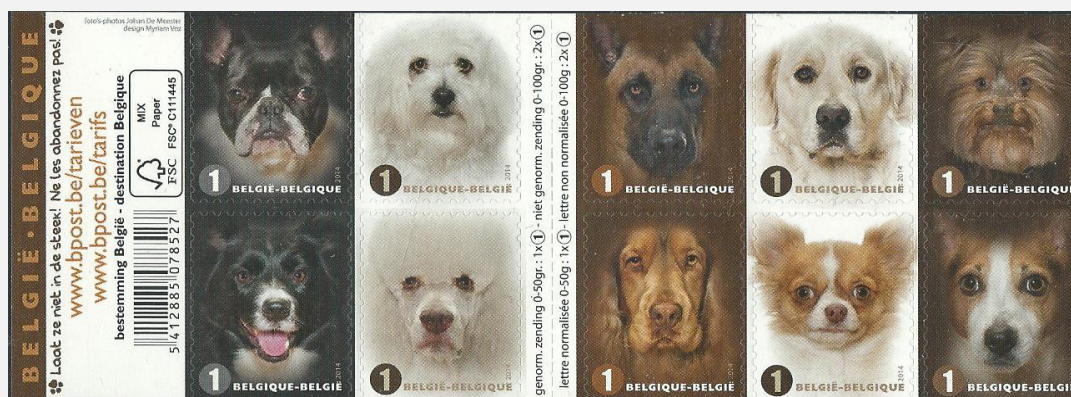 BELGIË·BELGIQUE
Laat ze niet in de steek! Ne les abandonnez pas!
foto's-photos Johan De Meester
design Myriam Voz
www.bpost.be/tarieven
www.bpost.be/tarifs
bestemming België - destination Belgique
MIX
Paper
FSC® C111445
FSC
5 412885 078527
1 BELGIË-BELGIQUE 2014
1 BELGIQUE-BELGIË 2014
1 BELGIQUE-BELGIË 2014
1 BELGIQUE-BELGIË 2014
genorm. zending 0-50gr. : 1x① - niet genorm. zending 0-100gr. : 2x①
lettre normalisée 0-50g : 1x① - lettre non normalisée 0-100g : 2x①
1 BELGIË-BELGIQUE 2014
1 BELGIQUE-BELGIË 2014
1 BELGIË-BELGIQUE
1 BELGIQUE-BELGIË 2014
1 BELGIË-BELGIQUE 2014
1 BELGIQUE-BELGIË